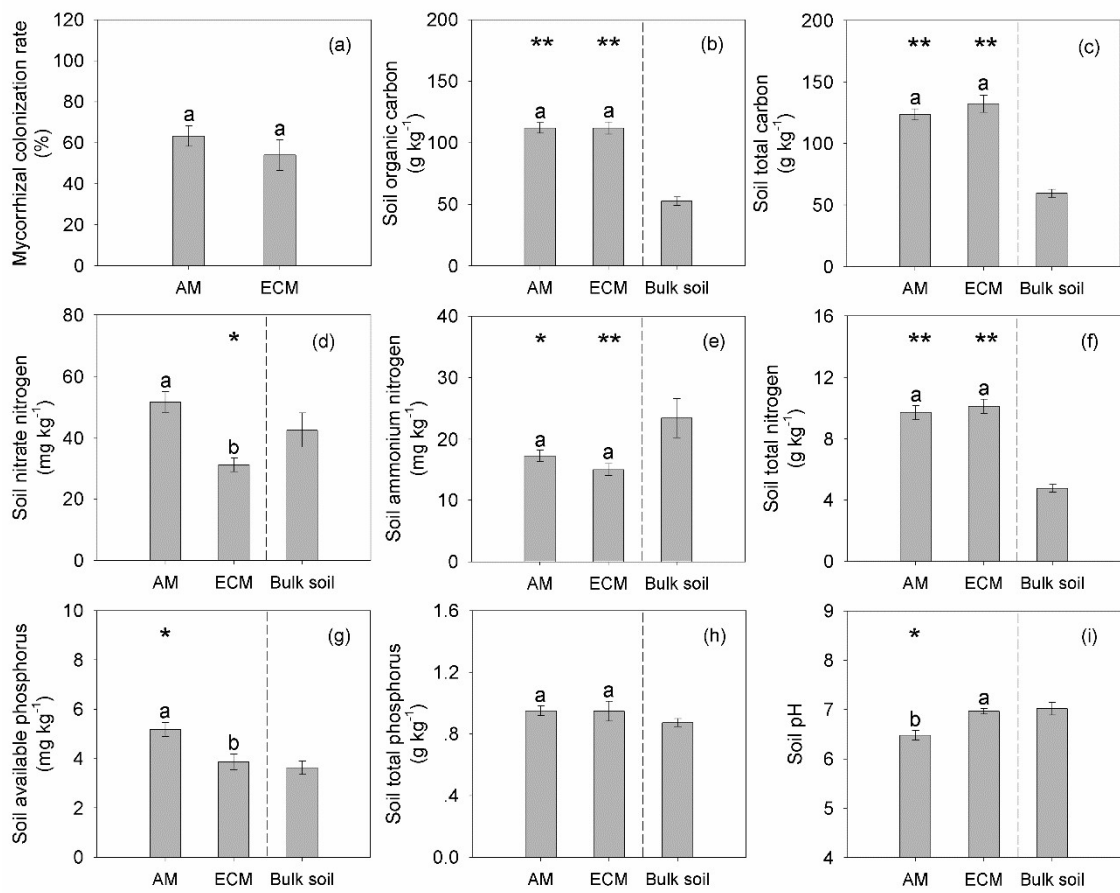 Mycorrhizal colonization rate
(%)
120
100
80
60
40
20
0
(a)
a
a
AM
ECM
Soil organic carbon
(g kg-1)
200
150
100
50
0
(b)
**
**
a
a
AM
ECM
Bulk soil
Soil total carbon
(g kg-1)
200
150
100
50
0
(c)
**
**
a
a
AM
ECM
Bulk soil
Soil nitrate nitrogen
(mg kg-1)
80
60
40
20
0
(d)
*
a
b
AM
ECM
Bulk soil
Soil ammonium nitrogen
(mg kg-1)
40
30
20
10
0
(e)
*
**
a
a
AM
ECM
Bulk soil
Soil total nitrogen
(g kg-1)
16
12
8
4
0
(f)
**
**
a
a
AM
ECM
Bulk soil
Soil available phosphorus
(mg kg-1)
10
8
6
4
2
0
(g)
*
a
b
AM
ECM
Bulk soil
Soil total phosphorus
(g kg-1)
1.6
1.2
.8
.4
0.0
(h)
a
a
AM
ECM
Bulk soil
Soil pH
9
8
7
6
5
4
(i)
*
b
a
AM
ECM
Bulk soil